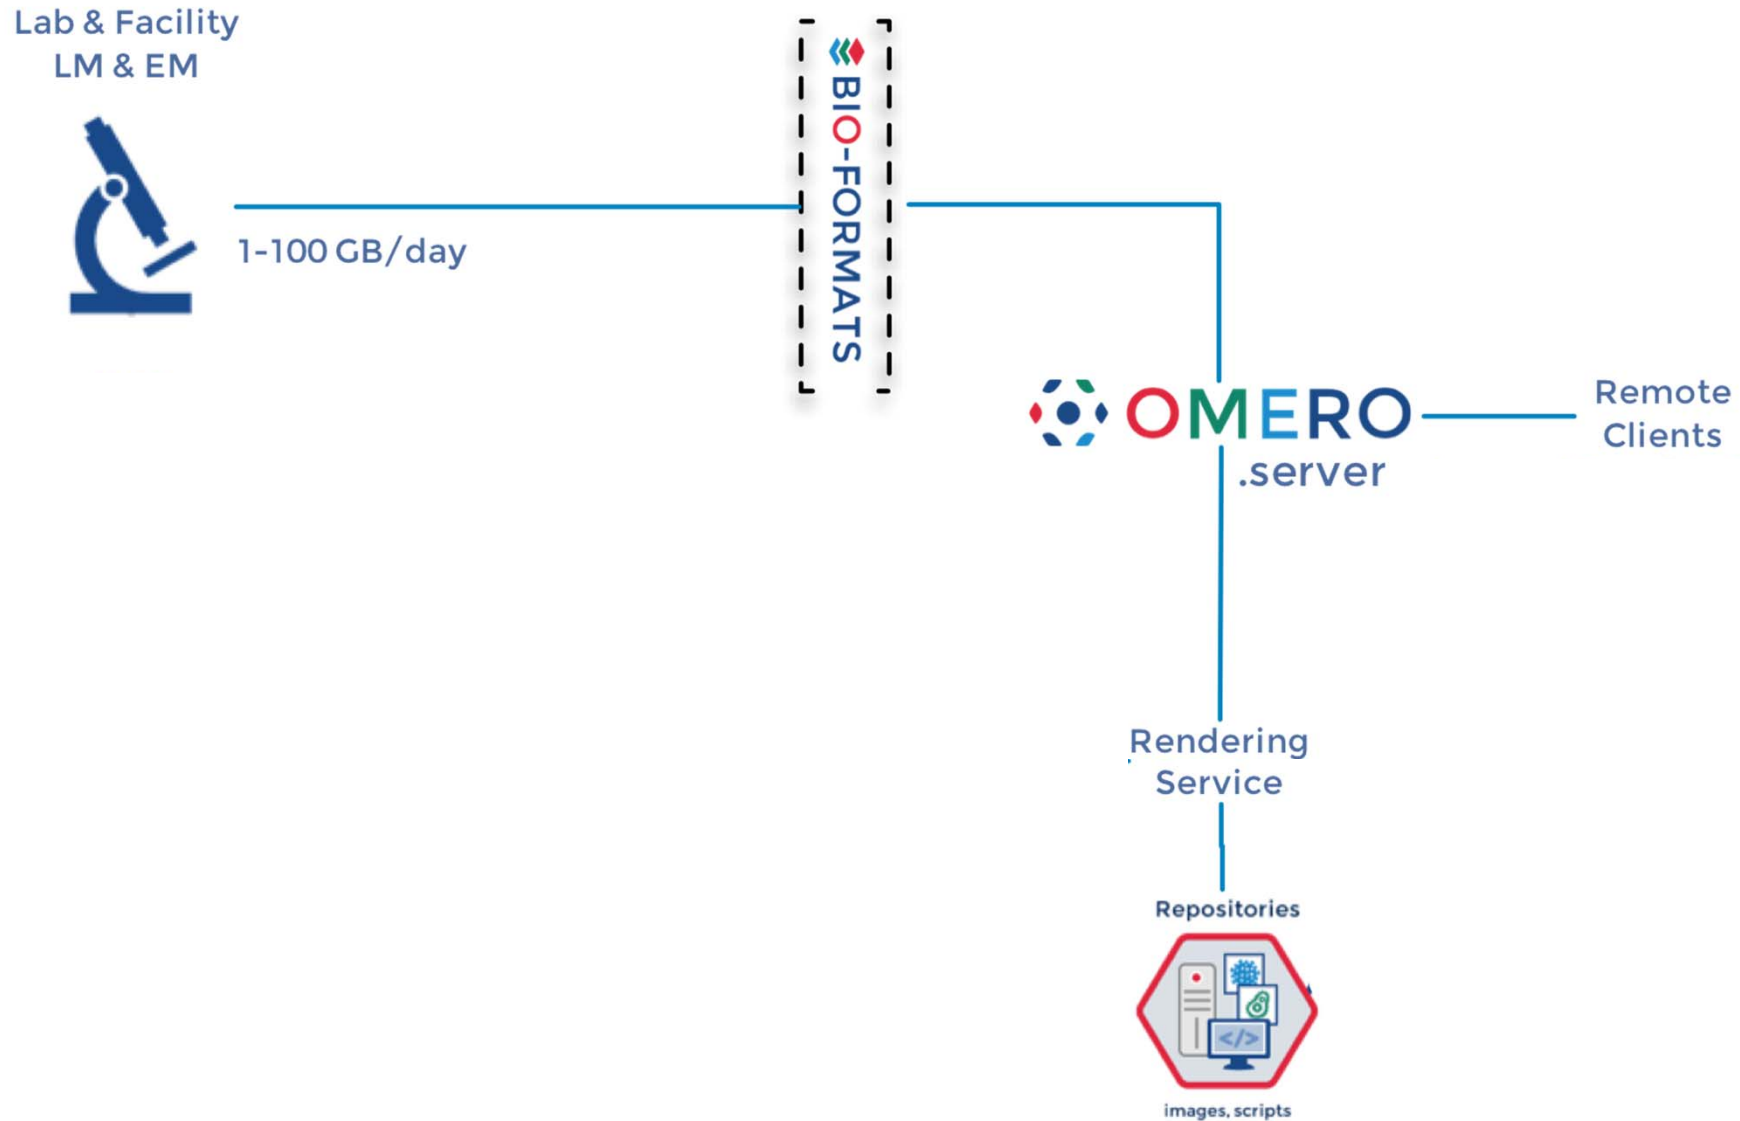 Lab & Facility
LM & EM
1-100 GB/day
BIO-FORMATS
OMERO
.server
Remote
Clients
Rendering
Service
Repositories
</>
images, scripts